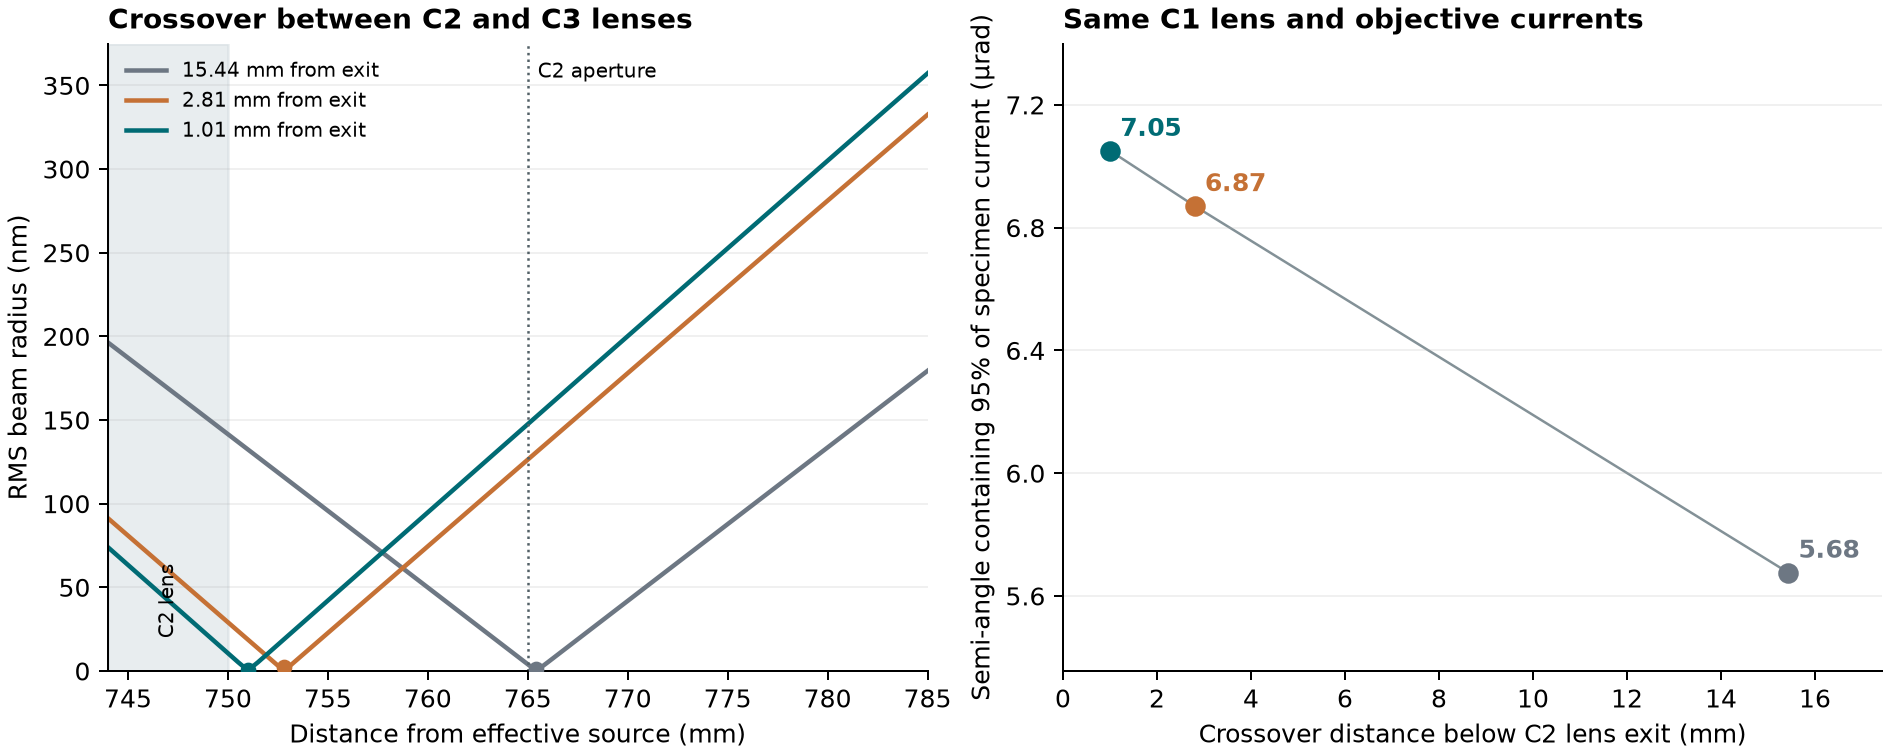 Crossover between C2 and C3 lenses
15.44 mm from exit
2.81 mm from exit
1.01 mm from exit
C2 aperture
C2 lens
RMS beam radius (nm)
350
300
250
200
150
100
50
0
745 750 755 760 765 770 775 780 785
Distance from effective source (mm)
Same C1 lens and objective currents
Semi-angle containing 95% of specimen current (µrad)
7.2
6.8
6.4
6.0
5.6
7.05
6.87
5.68
0 2 4 6 8 10 12 14 16
Crossover distance below C2 lens exit (mm)